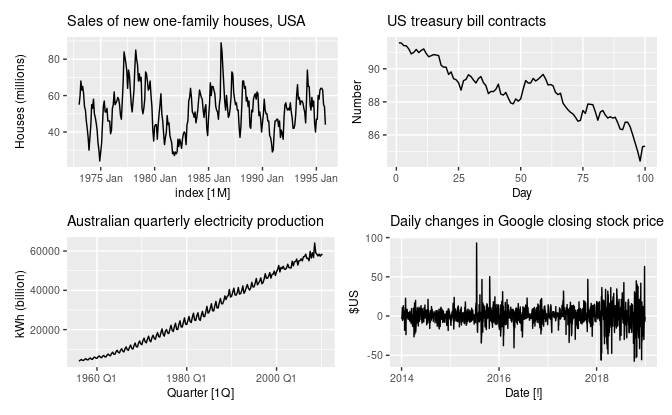 Sales of new one-family houses, USA
Houses (millions)
80
60
40
1975 Jan 1980 Jan 1985 Jan 1990 Jan 1995 Jan
index [1M]
US treasury bill contracts
Number
90
88
86
0 25 50 75 100
Day
Australian quarterly electricity production
kWh (billion)
60000
40000
20000
1960 Q1 1980 Q1 2000 Q1
Quarter [1Q]
Daily changes in Google closing stock price
$US
100
50
0
-50
2014 2016 2018
Date [!]